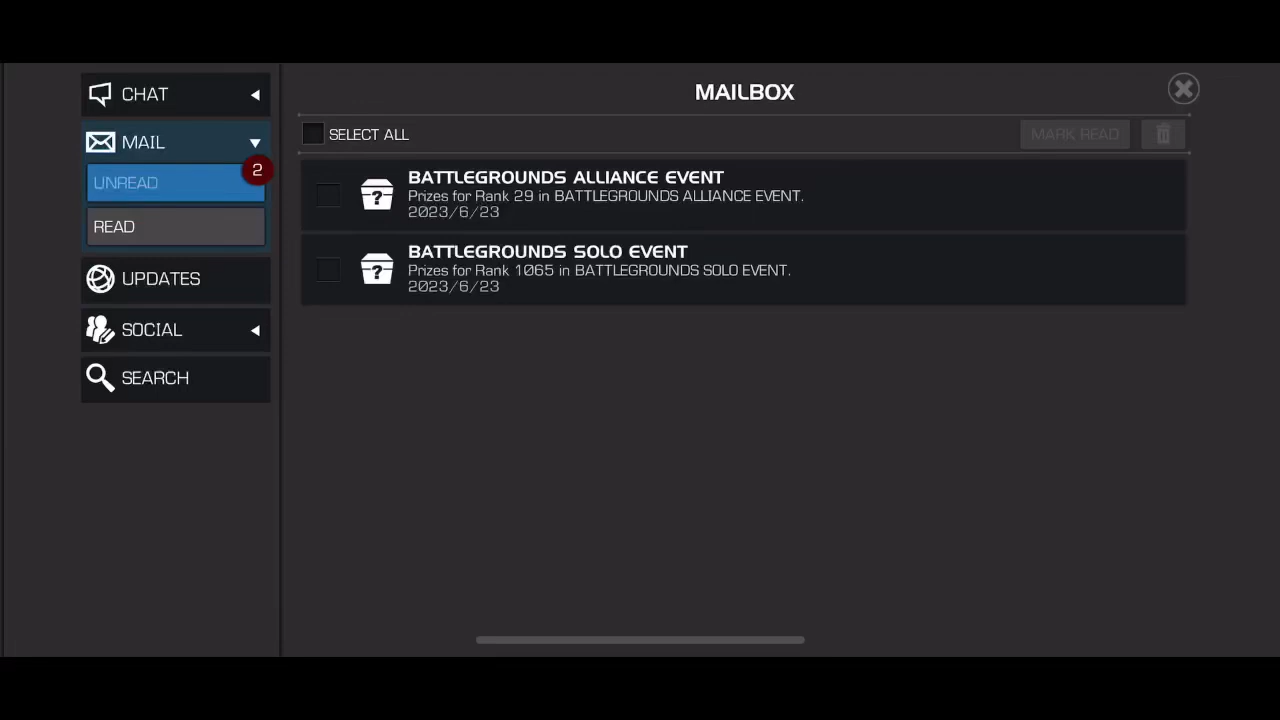 CHAT
MAIL
UNREAD
2
READ
UPDATES
SOCIAL
SEARCH
MAILBOX
SELECT ALL
MARK READ
BATTLEGROUNDS ALLIANCE EVENT
Prizes for Rank 29 in BATTLEGROUNDS ALLIANCE EVENT.
2023/6/23
BATTLEGROUNDS SOLO EVENT
Prizes for Rank 1065 in BATTLEGROUNDS SOLO EVENT.
2023/6/23